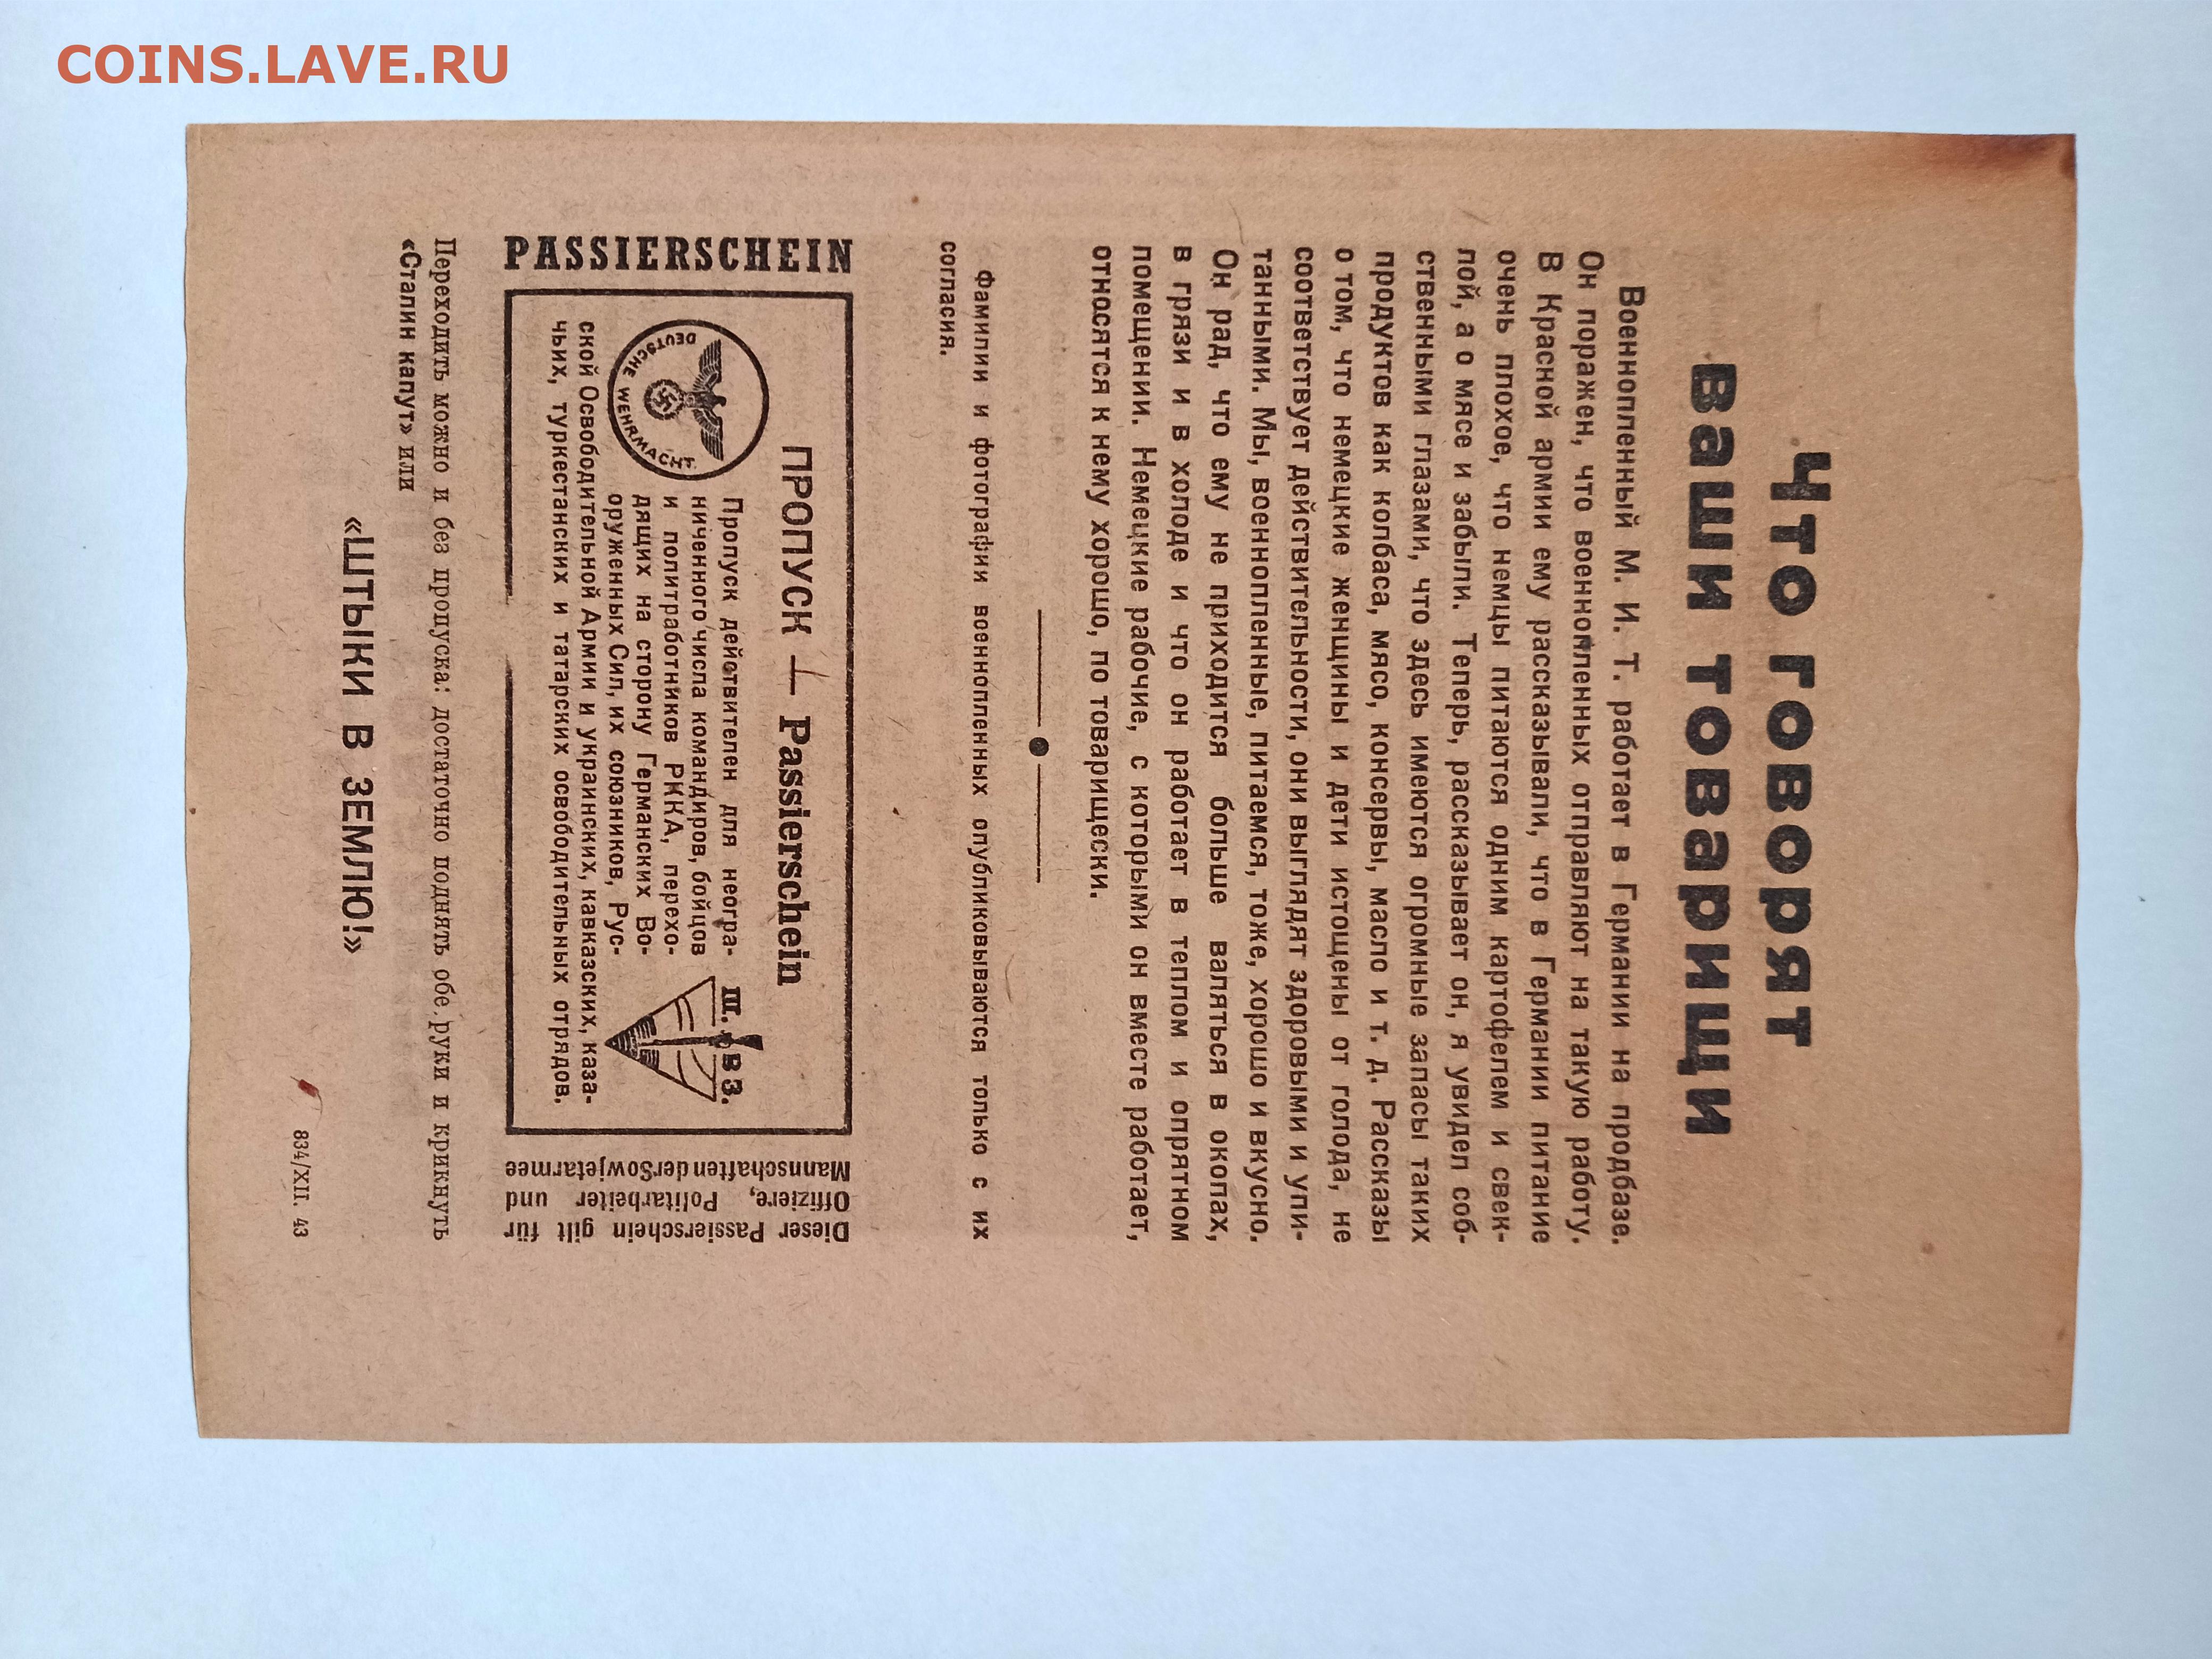 COINS.LAVE.RU
Что говорят
ваши товарищи
Военнопленный М. И. Т. работает в Германии на продбазе.
Он поражен, что военнопленных отправляют на такую работу.
В Красной армии ему рассказывали, что в Германии питание
очень плохое, что немцы питаются одним картофелем и свек-
лой, а о мясе и забыли. Теперь, рассказывает он, я увидел соб-
ственными глазами, что здесь имеются огромные запасы таких
продуктов как колбаса, мясо, консервы, масло и т. д. Рассказы
о том, что немецкие женщины и дети истощены от голода, не
соответствует действительности, они выглядят здоровыми и упи-
танными. Мы, военнопленные, питаемся, тоже, хорошо и вкусно.
Он рад, что ему не приходится больше валяться в окопах,
в грязи и в холоде и что он работает в теплом и опрятном
помещении. Немецкие рабочие, с которыми он вместе работает,
относятся к нему хорошо, по товарищески.
Фамилии и фотографии военнопленных опубликовываются только с их
согласия.
PASSIERSCHEIN
ПРОПУСК — Passierschein
DEUTSCHE WEHRMACHT.
Пропуск действителен для неогра-
ниченного числа командиров, бойцов
и политработников РККА, перехо-
дящих на сторону Германских Во-
оруженных Сил, их союзников, Рус-
ской Освободительной Армии и украинских, кавказских, каза-
чьих, туркестанских и татарских освободительных отрядов.
Ш. В З.
Dieser Passierschein gilt für
Offiziere, Politarbeiter und
Mannschaften der Sowjetarmee
Переходить можно и без пропуска: достаточно поднять обе руки и крикнуть
«Сталин капут» или
«ШТЫКИ В ЗЕМЛЮ!»
834/XII. 43